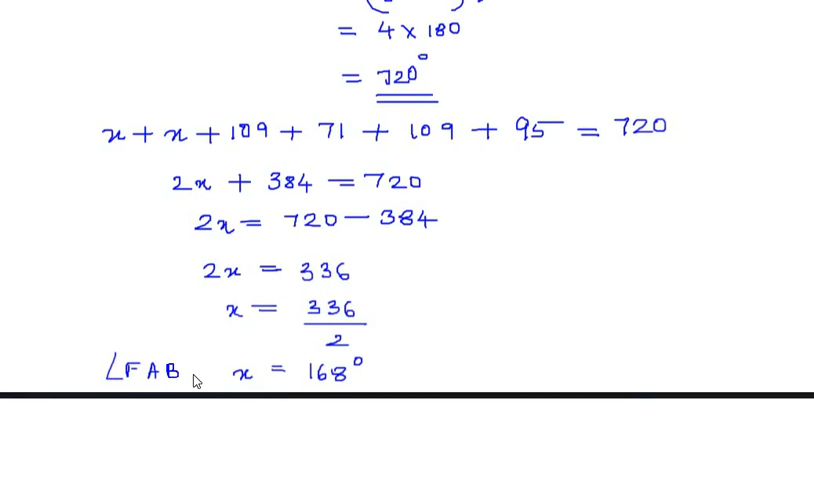 = 4 × 180
= 720°
x + x + 109 + 71 + 109 + 95 = 720
2x + 384 = 720
2x = 720 - 384
2x = 336
x = 336/2
∠FAB x = 168°